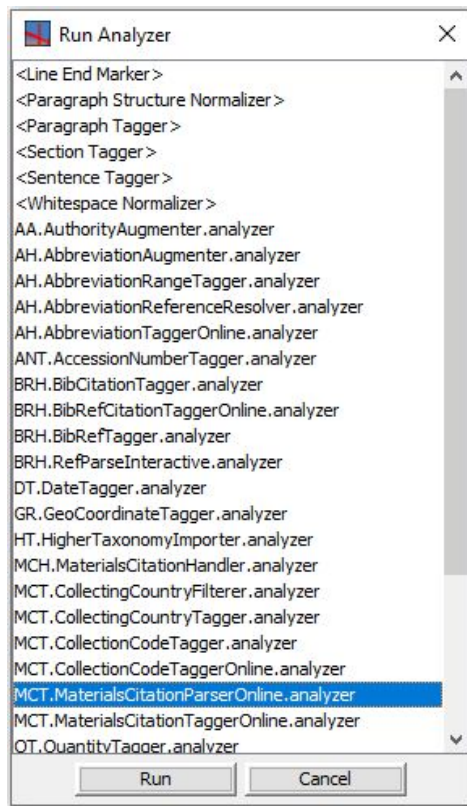 Run Analyzer
<Line End Marker>
<Paragraph Structure Normalizer>
<Paragraph Tagger>
<Section Tagger>
<Sentence Tagger>
<Whitespace Normalizer>
AA.AuthorityAugmenter.analyzer
AH.AbbreviationAugmenter.analyzer
AH.AbbreviationRangeTagger.analyzer
AH.AbbreviationReferenceResolver.analyzer
AH.AbbreviationTaggerOnline.analyzer
ANT.AccessionNumberTagger.analyzer
BRH.BibCitationTagger.analyzer
BRH.BibRefCitationTaggerOnline.analyzer
BRH.BibRefTagger.analyzer
BRH.RefParseInteractive.analyzer
DT.DateTagger.analyzer
GR.GeoCoordinateTagger.analyzer
HT.HigherTaxonomyImporter.analyzer
MCH.MaterialsCitationHandler.analyzer
MCT.CollectingCountryFilterer.analyzer
MCT.CollectingCountryTagger.analyzer
MCT.CollectionCodeTagger.analyzer
MCT.CollectionCodeTaggerOnline.analyzer
MCT.MaterialsCitationParserOnline.analyzer
MCT.MaterialsCitationTaggerOnline.analyzer
QT.QuantityTagger.analyzer
Run Cancel